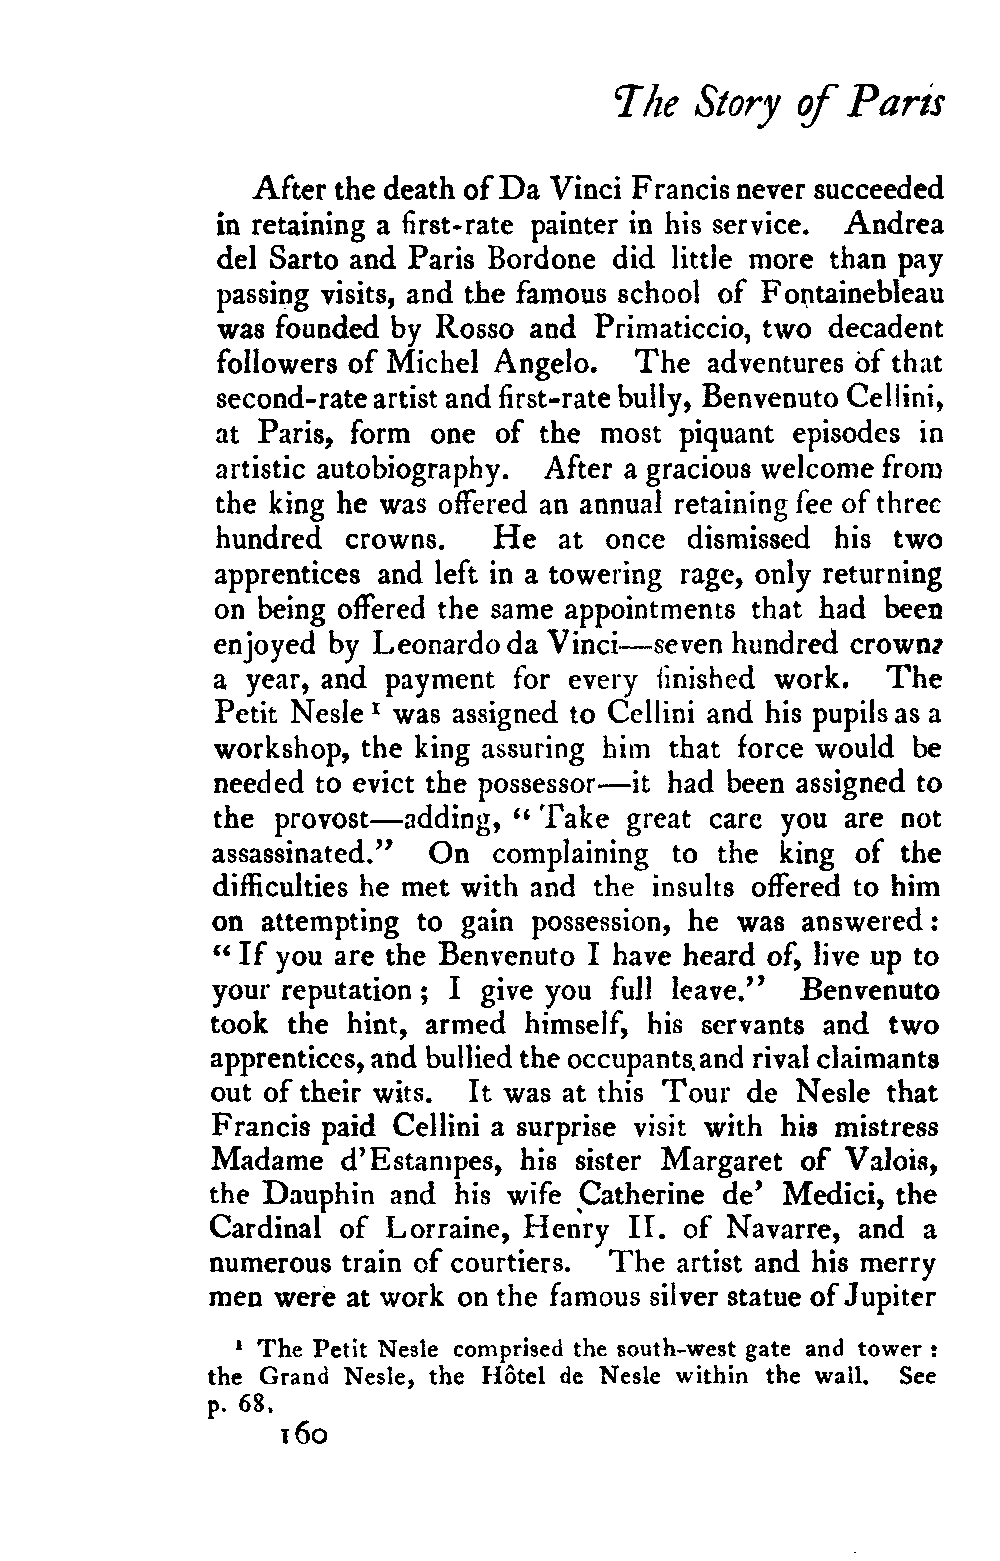 The Story of Paris
After the death of Da Vinci Francis never succeeded
in retaining a first-rate painter in his service. Andrea
del Sarto and Paris Bordone did little more than pay
passing visits, and the famous school of Fontainebleau
was founded by Rosso and Primaticcio, two decadent
followers of Michel Angelo. The adventures of that
second-rate artist and first-rate bully, Benvenuto Cellini,
at Paris, form one of the most piquant episodes in
artistic autobiography. After a gracious welcome from
the king he was offered an annual retaining fee of three
hundred crowns. He at once dismissed his two
apprentices and left in a towering rage, only returning
on being offered the same appointments that had been
enjoyed by Leonardo da Vinci—seven hundred crowns
a year, and payment for every finished work. The
Petit Nesle ¹ was assigned to Cellini and his pupils as a
workshop, the king assuring him that force would be
needed to evict the possessor—it had been assigned to
the provost—adding, “Take great care you are not
assassinated.” On complaining to the king of the
difficulties he met with and the insults offered to him
on attempting to gain possession, he was answered:
“If you are the Benvenuto I have heard of, live up to
your reputation; I give you full leave.” Benvenuto
took the hint, armed himself, his servants and two
apprentices, and bullied the occupants and rival claimants
out of their wits. It was at this Tour de Nesle that
Francis paid Cellini a surprise visit with his mistress
Madame d'Estampes, his sister Margaret of Valois,
the Dauphin and his wife Catherine de' Medici, the
Cardinal of Lorraine, Henry II. of Navarre, and a
numerous train of courtiers. The artist and his merry
men were at work on the famous silver statue of Jupiter
¹ The Petit Nesle comprised the south-west gate and tower:
the Grand Nesle, the Hôtel de Nesle within the wall. See
p. 68.
160